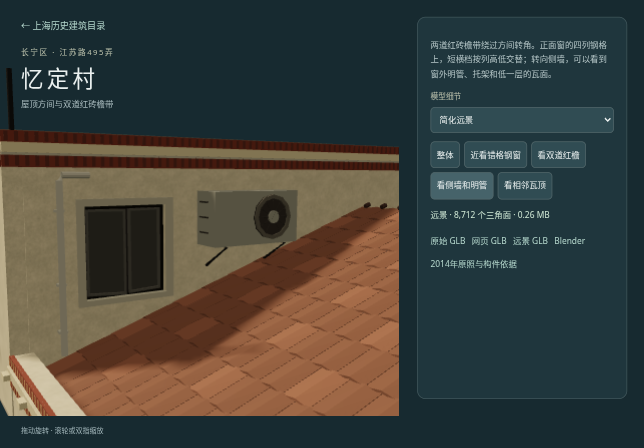 ← 上海历史建筑目录
长宁区 · 江苏路495弄
忆定村
屋顶方间与双道红砖檐带
两道红砖檐带绕过方间转角。正面窗的四列钢格
上，短横档按列高低交替；转向侧墙，可以看到
窗外明管、托架和低一层的瓦面。
模型细节
简化远景
整体 近看错格钢窗 看双道红檐
看侧墙和明管 看相邻瓦顶
远景 · 8,712 个三角面 · 0.26 MB
原始 GLB 网页 GLB 远景 GLB Blender
2014年原照与构件依据
拖动旋转 · 滚轮或双指缩放